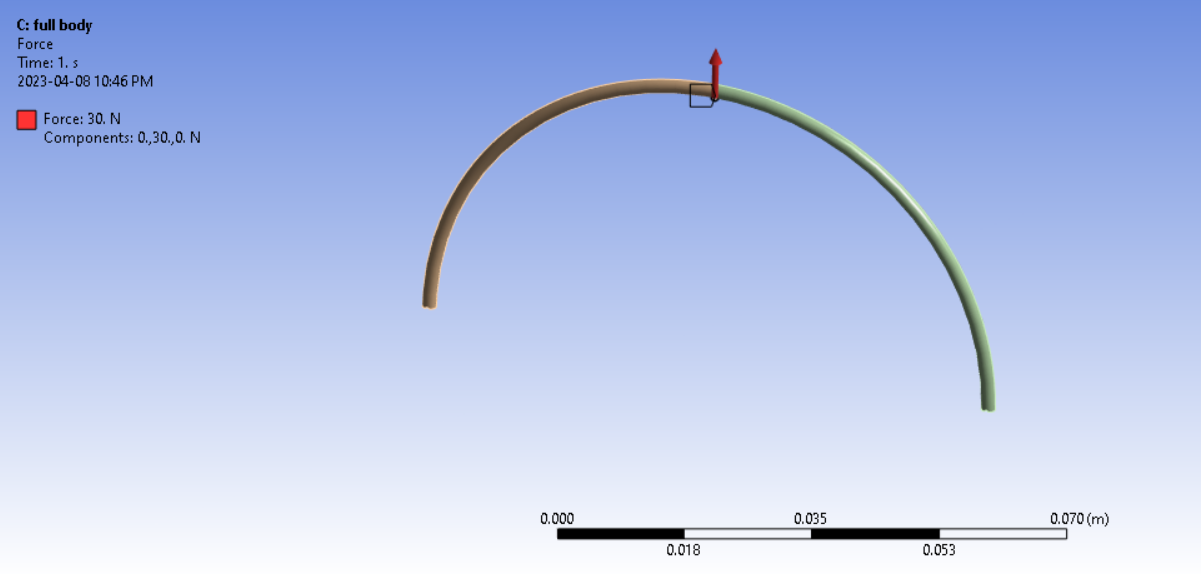 C: full body
Force
Time: 1. s
2023-04-08 10:46 PM
Force: 30. N
Components: 0.,30.,0. N
0.000 0.035 0.070 (m)
0.018 0.053